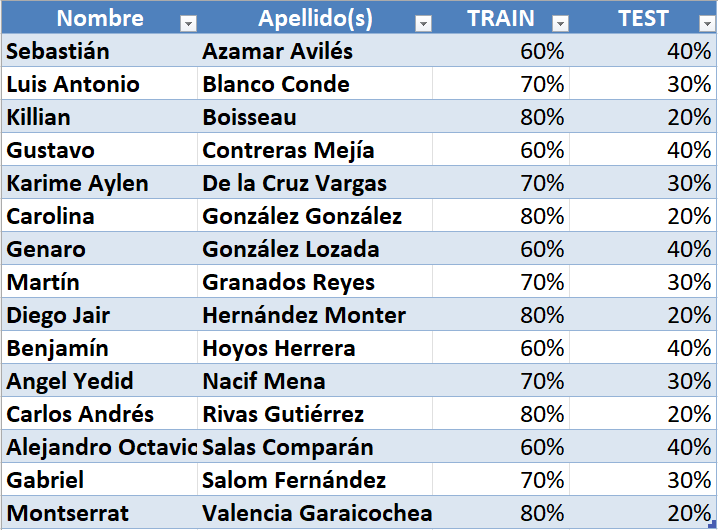 Nombre Apellido(s) TRAIN TEST
Sebastián Azamar Avilés 60% 40%
Luis Antonio Blanco Conde 70% 30%
Killian Boisseau 80% 20%
Gustavo Contreras Mejía 60% 40%
Karime Aylen De la Cruz Vargas 70% 30%
Carolina González González 80% 20%
Genaro González Lozada 60% 40%
Martín Granados Reyes 70% 30%
Diego Jair Hernández Monter 80% 20%
Benjamín Hoyos Herrera 60% 40%
Angel Yedid Nacif Mena 70% 30%
Carlos Andrés Rivas Gutiérrez 80% 20%
Alejandro Octavio Salas Comparán 60% 40%
Gabriel Salom Fernández 70% 30%
Montserrat Valencia Garaicochea 80% 20%